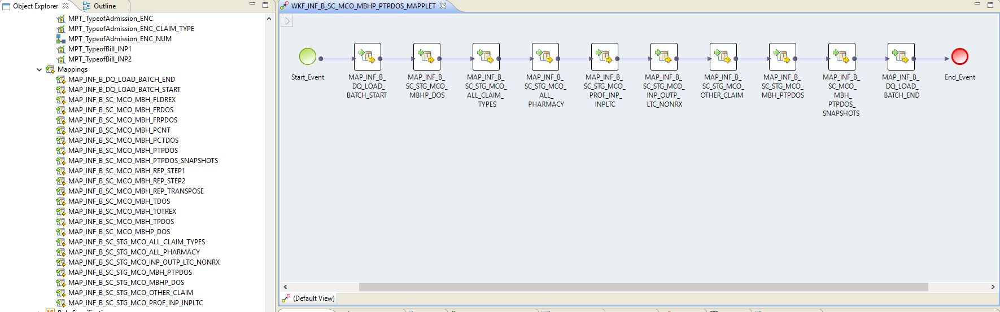 Object Explorer
Outline
MPT_TypeofAdmission_ENC
MPT_TypeofAdmission_ENC_CLAIM_TYPE
MPT_TypeofAdmission_ENC_NUM
MPT_TypeofBill_INP1
MPT_TypeofBill_INP2
Mappings
MAP_INF_B_DQ_LOAD_BATCH_END
MAP_INF_B_DQ_LOAD_BATCH_START
MAP_INF_B_SC_MCO_MBH_FLDREX
MAP_INF_B_SC_MCO_MBH_FRDOS
MAP_INF_B_SC_MCO_MBH_FRPDOS
MAP_INF_B_SC_MCO_MBH_PCNT
MAP_INF_B_SC_MCO_MBH_PCTDOS
MAP_INF_B_SC_MCO_MBH_PTPDOS
MAP_INF_B_SC_MCO_MBH_PTPDOS_SNAPSHOTS
MAP_INF_B_SC_MCO_MBH_REP_STEP1
MAP_INF_B_SC_MCO_MBH_REP_STEP2
MAP_INF_B_SC_MCO_MBH_REP_TRANSPOSE
MAP_INF_B_SC_MCO_MBH_TDOS
MAP_INF_B_SC_MCO_MBH_TOTREX
MAP_INF_B_SC_MCO_MBH_TPDOS
MAP_INF_B_SC_MCO_MBHP_DOS
MAP_INF_B_SC_STG_MCO_ALL_CLAIM_TYPES
MAP_INF_B_SC_STG_MCO_ALL_PHARMACY
MAP_INF_B_SC_STG_MCO_INP_OUTP_LTC_NONRX
MAP_INF_B_SC_STG_MCO_MBH_PTPDOS
MAP_INF_B_SC_STG_MCO_MBHP_DOS
MAP_INF_B_SC_STG_MCO_OTHER_CLAIM
MAP_INF_B_SC_STG_MCO_PROF_INP_INPLTC
WKF_INF_B_SC_MCO_MBHP_PTPDOS_MAPPLET
Start_Event
MAP_INF_B_
DQ_LOAD_
BATCH_START
MAP_INF_B_
SC_STG_MCO_
MBHP_DOS
MAP_INF_B_
SC_STG_MCO_
ALL_CLAIM_
TYPES
MAP_INF_B_
SC_STG_MCO_
ALL_
PHARMACY
MAP_INF_B_
SC_STG_MCO_
PROF_INP_
INPLTC
MAP_INF_B_
SC_STG_MCO_
INP_OUTP_
LTC_NONRX
MAP_INF_B_
SC_STG_MCO_
OTHER_CLAIM
MAP_INF_B_
SC_STG_MCO_
MBH_PTPDOS
MAP_INF_B_
SC_MCO_
MBH_
PTPDOS_
SNAPSHOTS
MAP_INF_B_
DQ_LOAD_
BATCH_END
End_Event
(Default View)